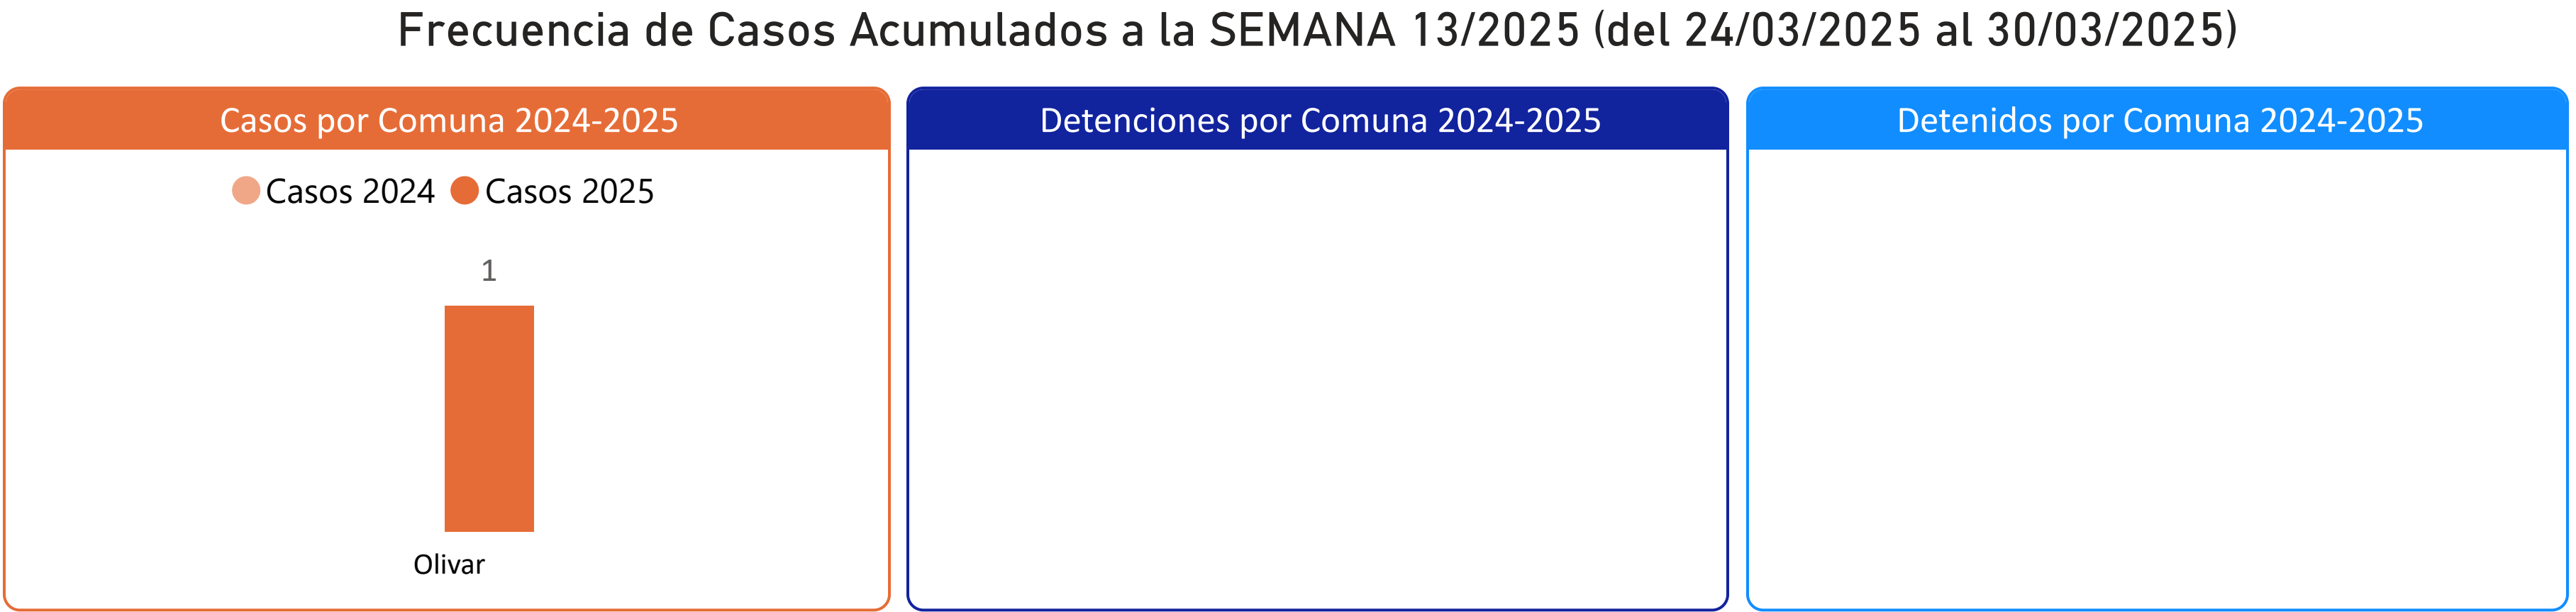 Frecuencia de Casos Acumulados a la SEMANA 13/2025 (del 24/03/2025 al 30/03/2025)
Casos por Comuna 2024-2025
Casos 2024 Casos 2025
1
Olivar
Detenciones por Comuna 2024-2025
Detenidos por Comuna 2024-2025